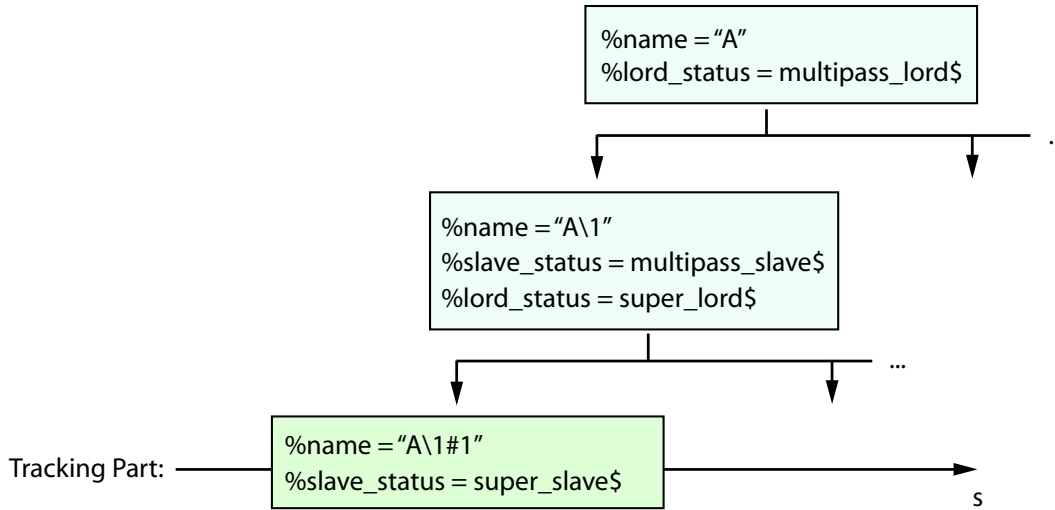 %name = “A”
%lord_status = multipass_lord$
.
%name = “A\1”
%slave_status = multipass_slave$
%lord_status = super_lord$
...
%name = “A\1#1”
Tracking Part:
%slave_status = super_slave$
s